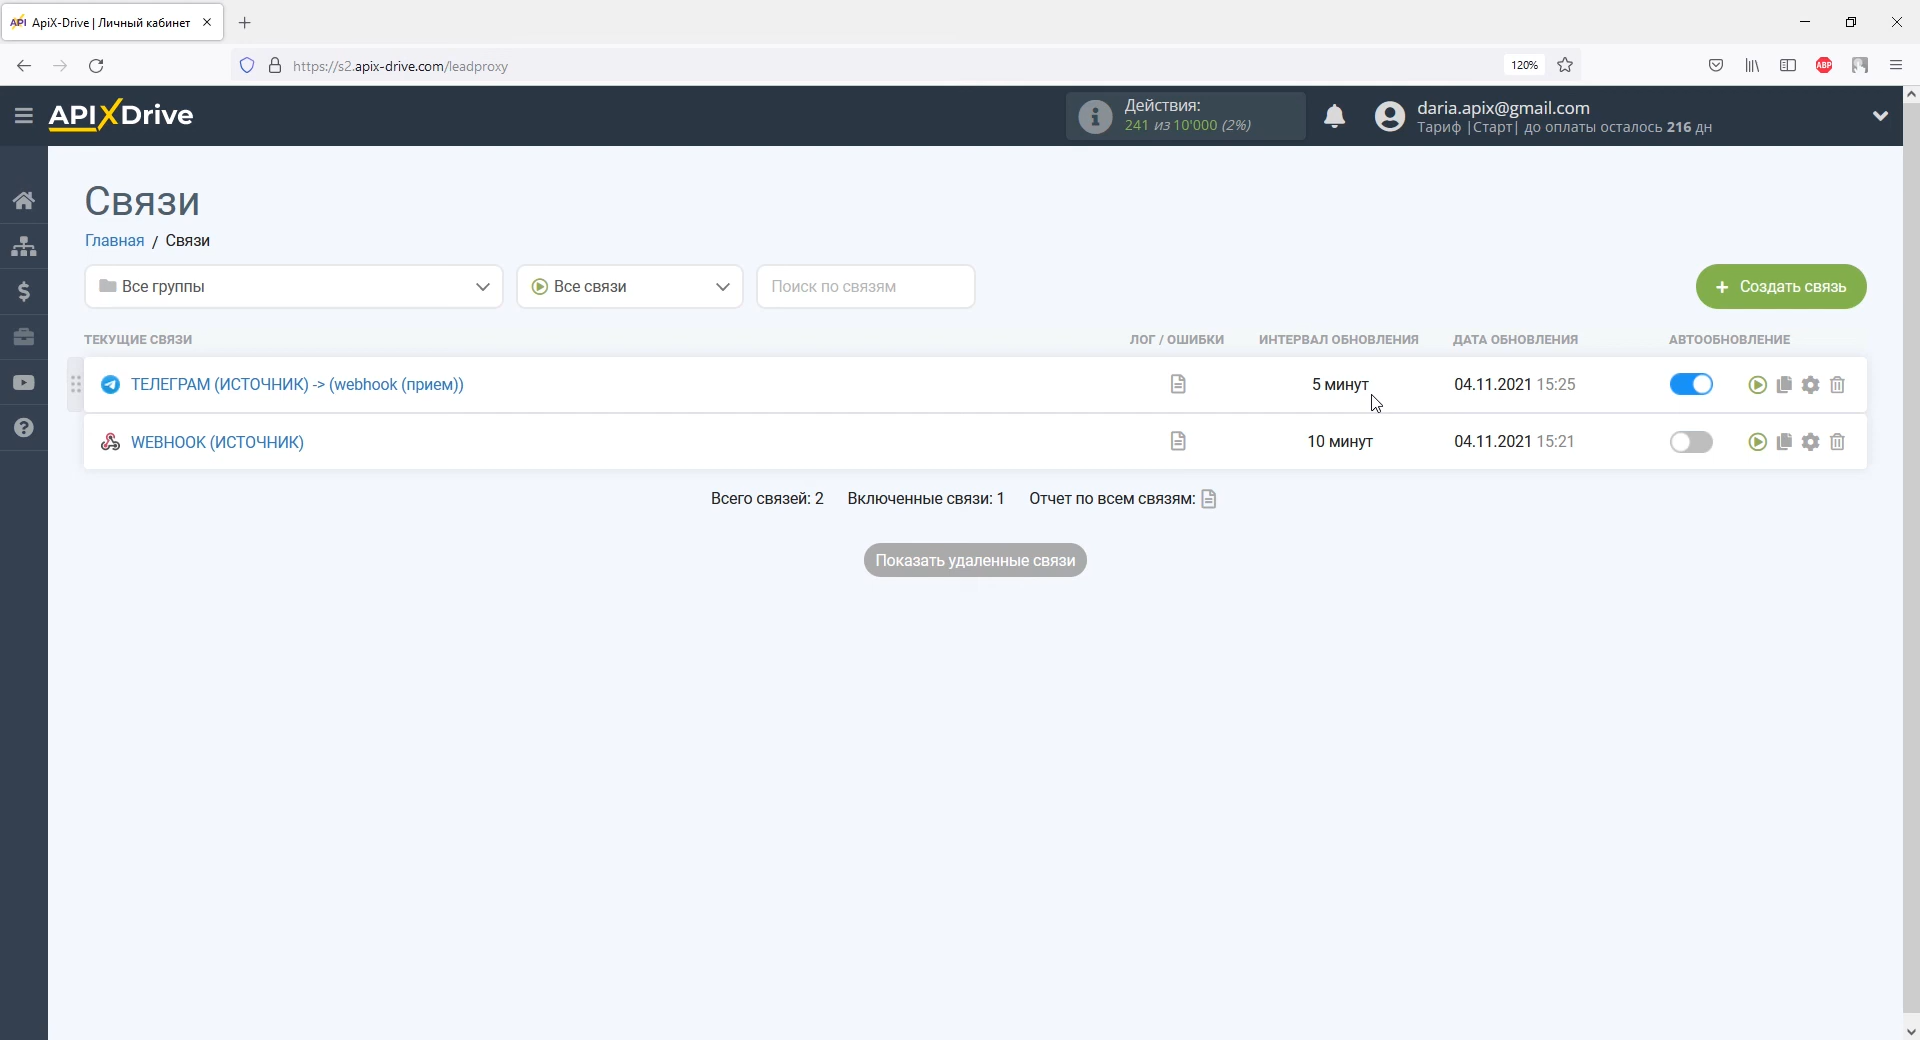 ApiX-Drive | Личный кабинет
https://s2.apix-drive.com/leadproxy
120%
ABP
APIXDrive
Действия:
241 из 10'000 (2%)
daria.apix@gmail.com
Тариф |Старт| до оплаты осталось 216 дн
Связи
Главная / Связи
Все группы
Все связи
Поиск по связям
+ Создать связь
ТЕКУЩИЕ СВЯЗИ ЛОГ / ОШИБКИ ИНТЕРВАЛ ОБНОВЛЕНИЯ ДАТА ОБНОВЛЕНИЯ АВТООБНОВЛЕНИЕ
ТЕЛЕГРАМ (ИСТОЧНИК) -> (webhook (прием)) 5 минут 04.11.2021 15:25
WEBHOOK (ИСТОЧНИК) 10 минут 04.11.2021 15:21
Всего связей: 2 Включенные связи: 1 Отчет по всем связям:
Показать удаленные связи